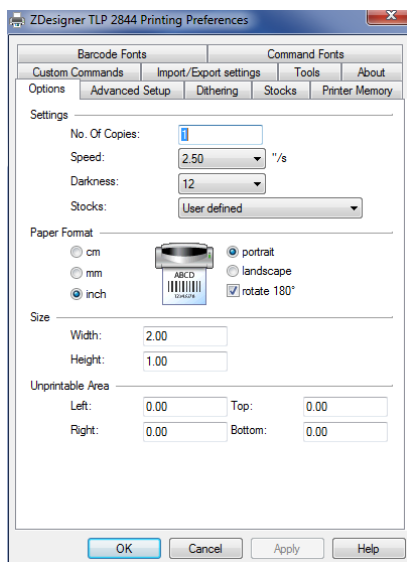 ZDesigner TLP 2844 Printing Preferences
Barcode Fonts Command Fonts
Custom Commands Import/Export settings Tools About
Options Advanced Setup Dithering Stocks Printer Memory
Settings
No. Of Copies: 1
Speed: 2.50 "/s
Darkness: 12
Stocks: User defined
Paper Format
cm portrait
mm landscape
inch rotate 180°
ABCD
Size
Width: 2.00
Height: 1.00
Unprintable Area
Left: 0.00 Top: 0.00
Right: 0.00 Bottom: 0.00
OK Cancel Apply Help